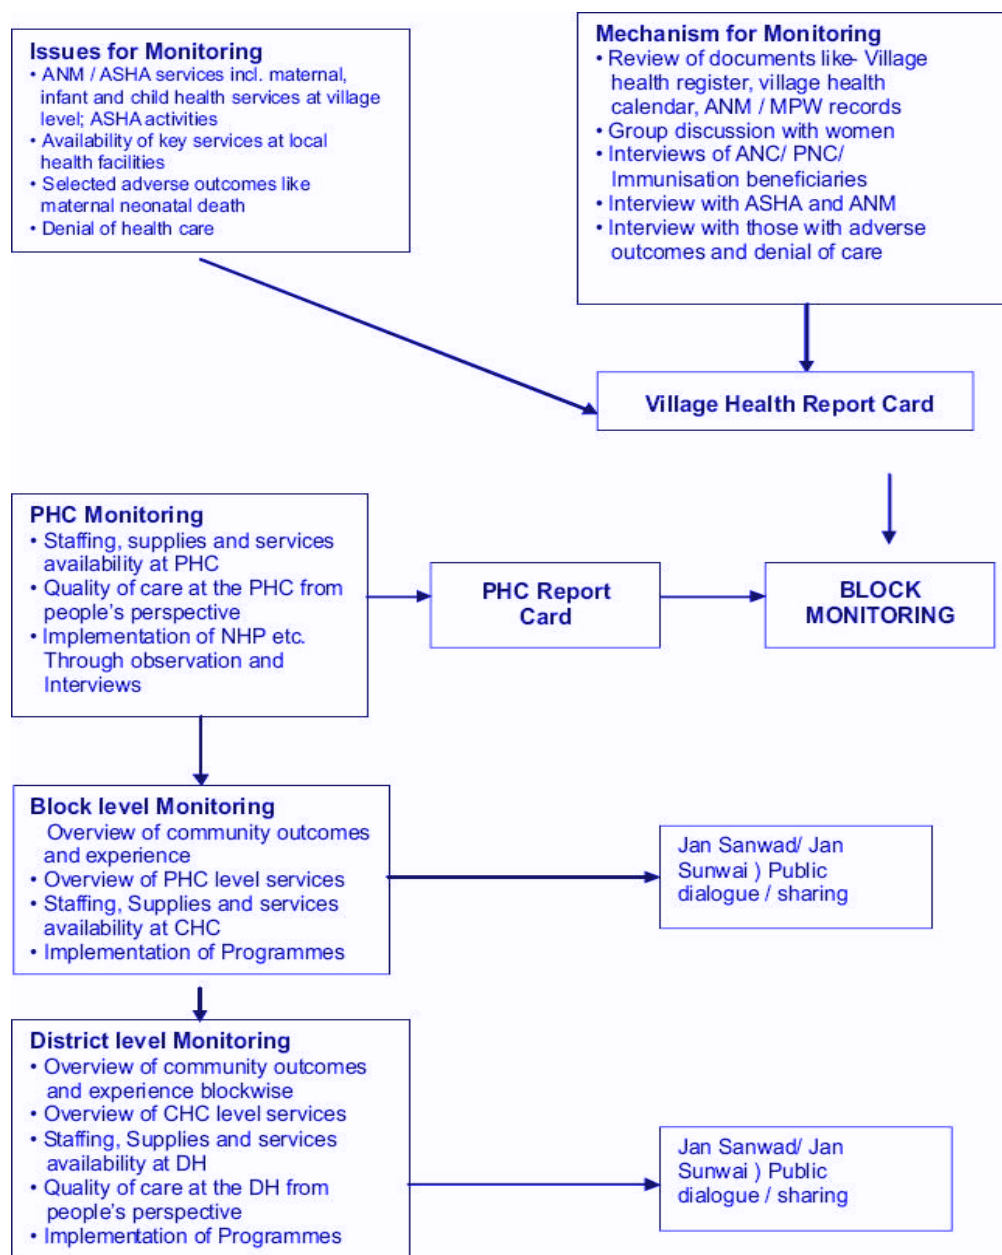 Issues for Monitoring
• ANM / ASHA services incl. maternal,
infant and child health services at village
level; ASHA activities
• Availability of key services at local
health facilities
• Selected adverse outcomes like
maternal neonatal death
• Denial of health care
Mechanism for Monitoring
• Review of documents like- Village
health register, village health
calendar, ANM / MPW records
• Group discussion with women
• Interviews of ANC/ PNC/
Immunisation beneficiaries
• Interview with ASHA and ANM
• Interview with those with adverse
outcomes and denial of care
Village Health Report Card
PHC Monitoring
• Staffing, supplies and services
availability at PHC
• Quality of care at the PHC from
people's perspective
• Implementation of NHP etc.
Through observation and
Interviews
PHC Report
Card
BLOCK
MONITORING
Block level Monitoring
Overview of community outcomes
and experience
• Overview of PHC level services
• Staffing, Supplies and services
availability at CHC
• Implementation of Programmes
Jan Sanwad/ Jan
Sunwai ) Public
dialogue / sharing
District level Monitoring
• Overview of community outcomes
and experience blockwise
• Overview of CHC level services
• Staffing, Supplies and services
availability at DH
• Quality of care at the DH from
people's perspective
• Implementation of Programmes
Jan Sanwad/ Jan
Sunwai ) Public
dialogue / sharing